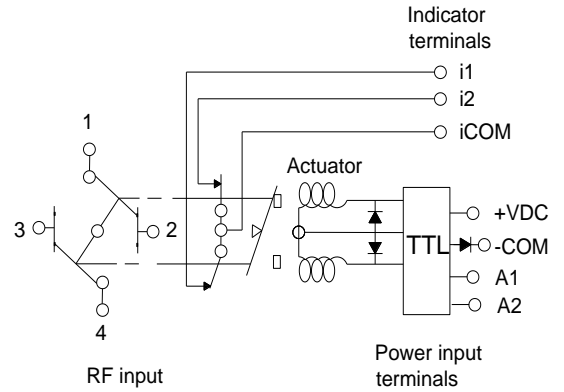 Indicator
terminals
i1
i2
iCOM
1
Actuator
3
2
TTL
+VDC
-COM
A1
A2
4
RF input
Power input
terminals